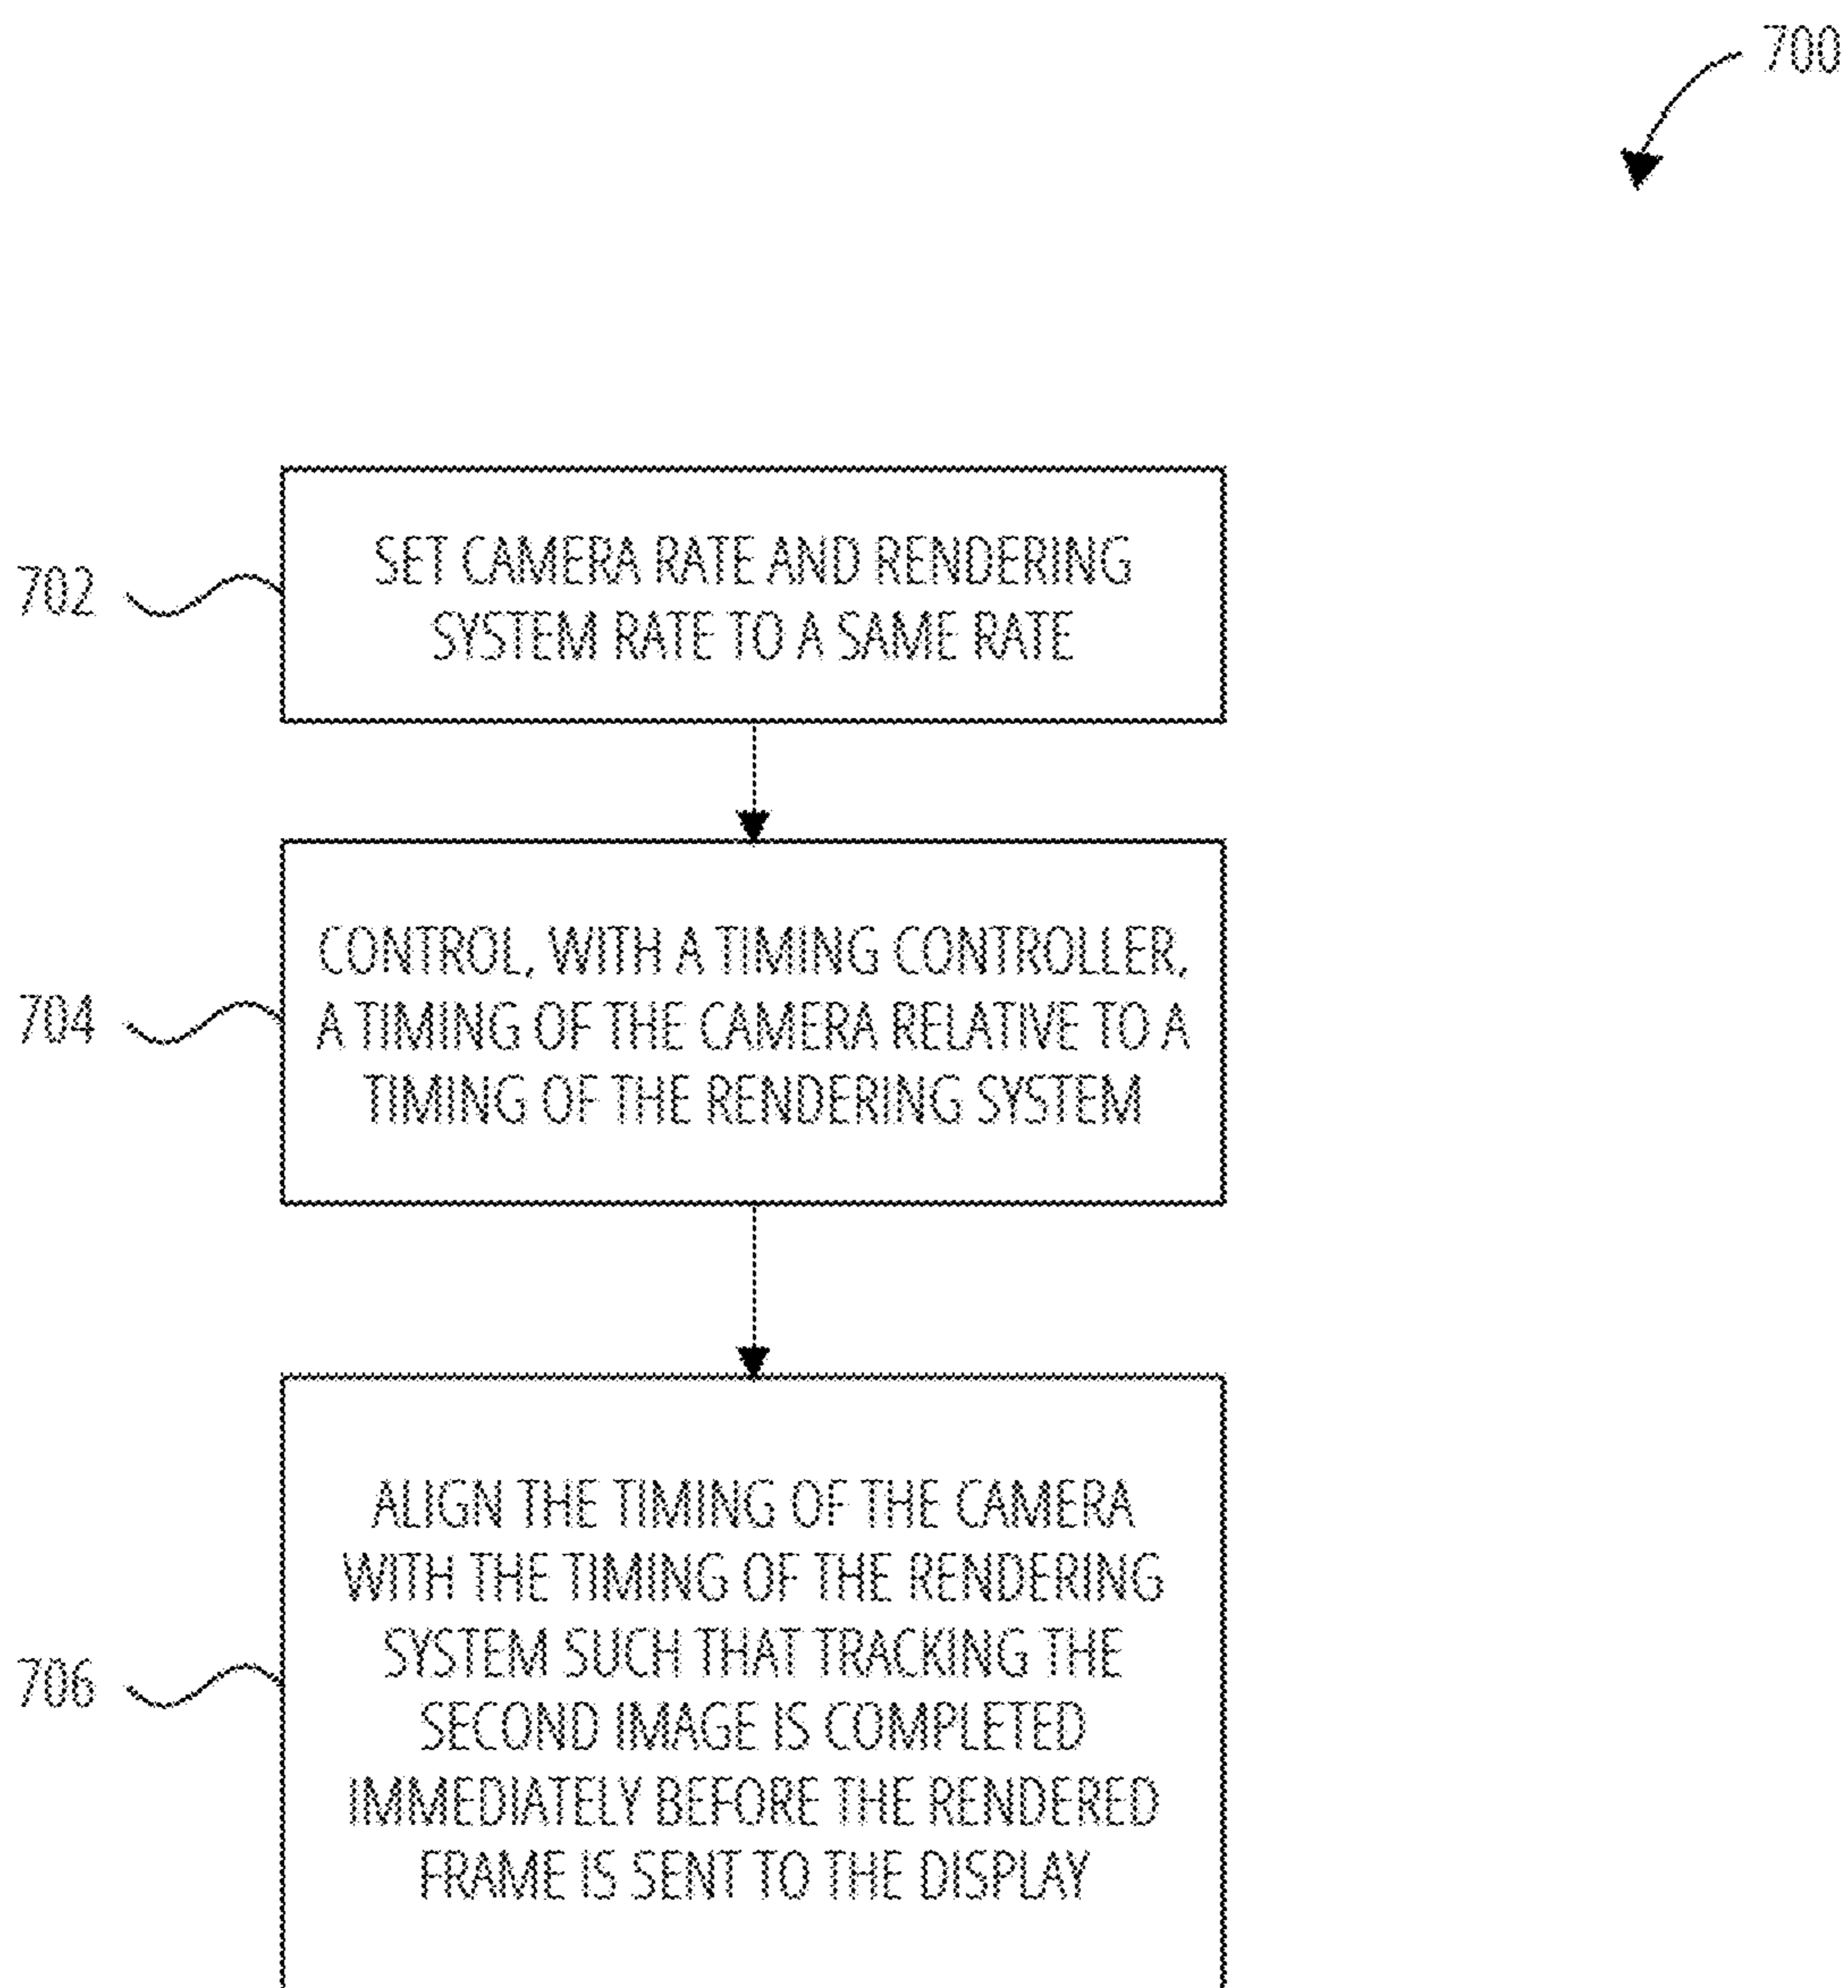 700
702
SET CAMERA RATE AND RENDERING
SYSTEM RATE TO A SAME RATE
704
CONTROL, WITH A TIMING CONTROLLER,
A TIMING OF THE CAMERA RELATIVE TO A
TIMING OF THE RENDERING SYSTEM
706
ALIGN THE TIMING OF THE CAMERA
WITH THE TIMING OF THE RENDERING
SYSTEM SUCH THAT TRACKING THE
SECOND IMAGE IS COMPLETED
IMMEDIATELY BEFORE THE RENDERED
FRAME IS SENT TO THE DISPLAY